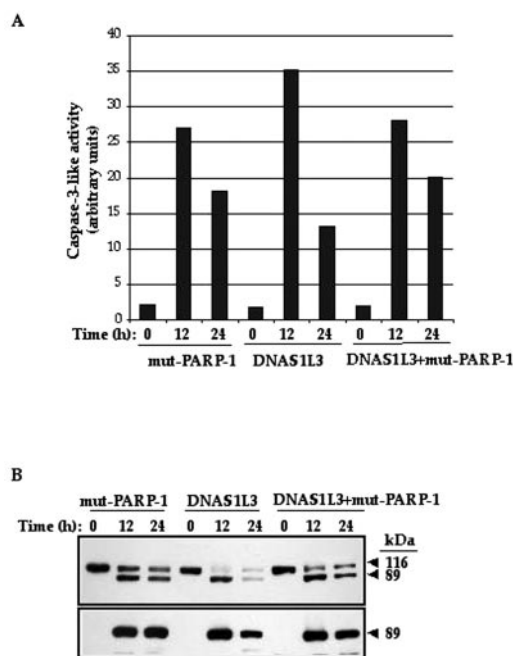 A
Caspase-3-like activity
(arbitrary units)
40
35
30
25
20
15
10
5
0
Time (h): 0 12 24 0 12 24 0 12 24
mut-PARP-1 DNAS1L3 DNAS1L3+mut-PARP-1
B
mut-PARP-1 DNAS1L3 DNAS1L3+mut-PARP-1
Time (h): 0 12 24 0 12 24 0 12 24
kDa
116
89
89